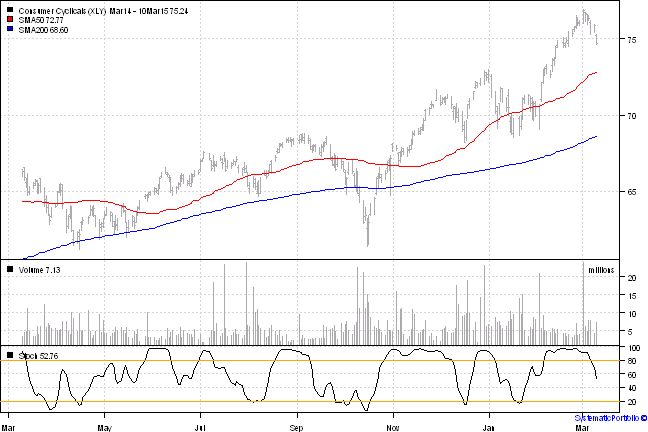 Consumer Cyclicals (XLY) Mar14 - 10Mar15 75.24
SMA50 72.77
SMA200 68.60
75
70
65
Volume 7.13
millions
20
15
10
5
Stoch 52.76
100
80
60
40
20
Mar May Jul Sep Nov Jan Mar
SystematicPortfolio ©